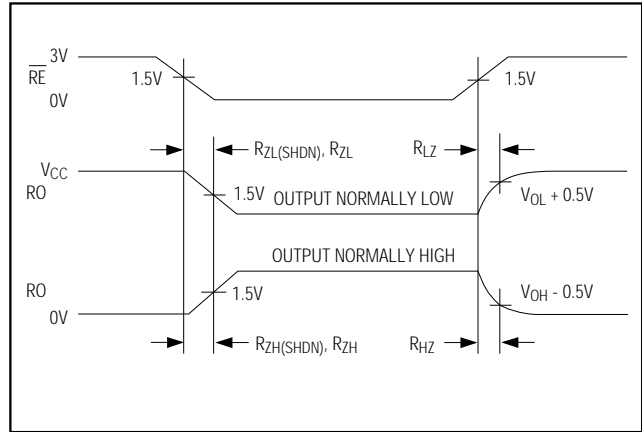 3V
R̅E̅
1.5V
1.5V
0V
RZL(SHDN), RZL
RLZ
VCC
RO
1.5V
OUTPUT NORMALLY LOW
VOL + 0.5V
OUTPUT NORMALLY HIGH
RO
1.5V
VOH - 0.5V
0V
RZH(SHDN), RZH
RHZ